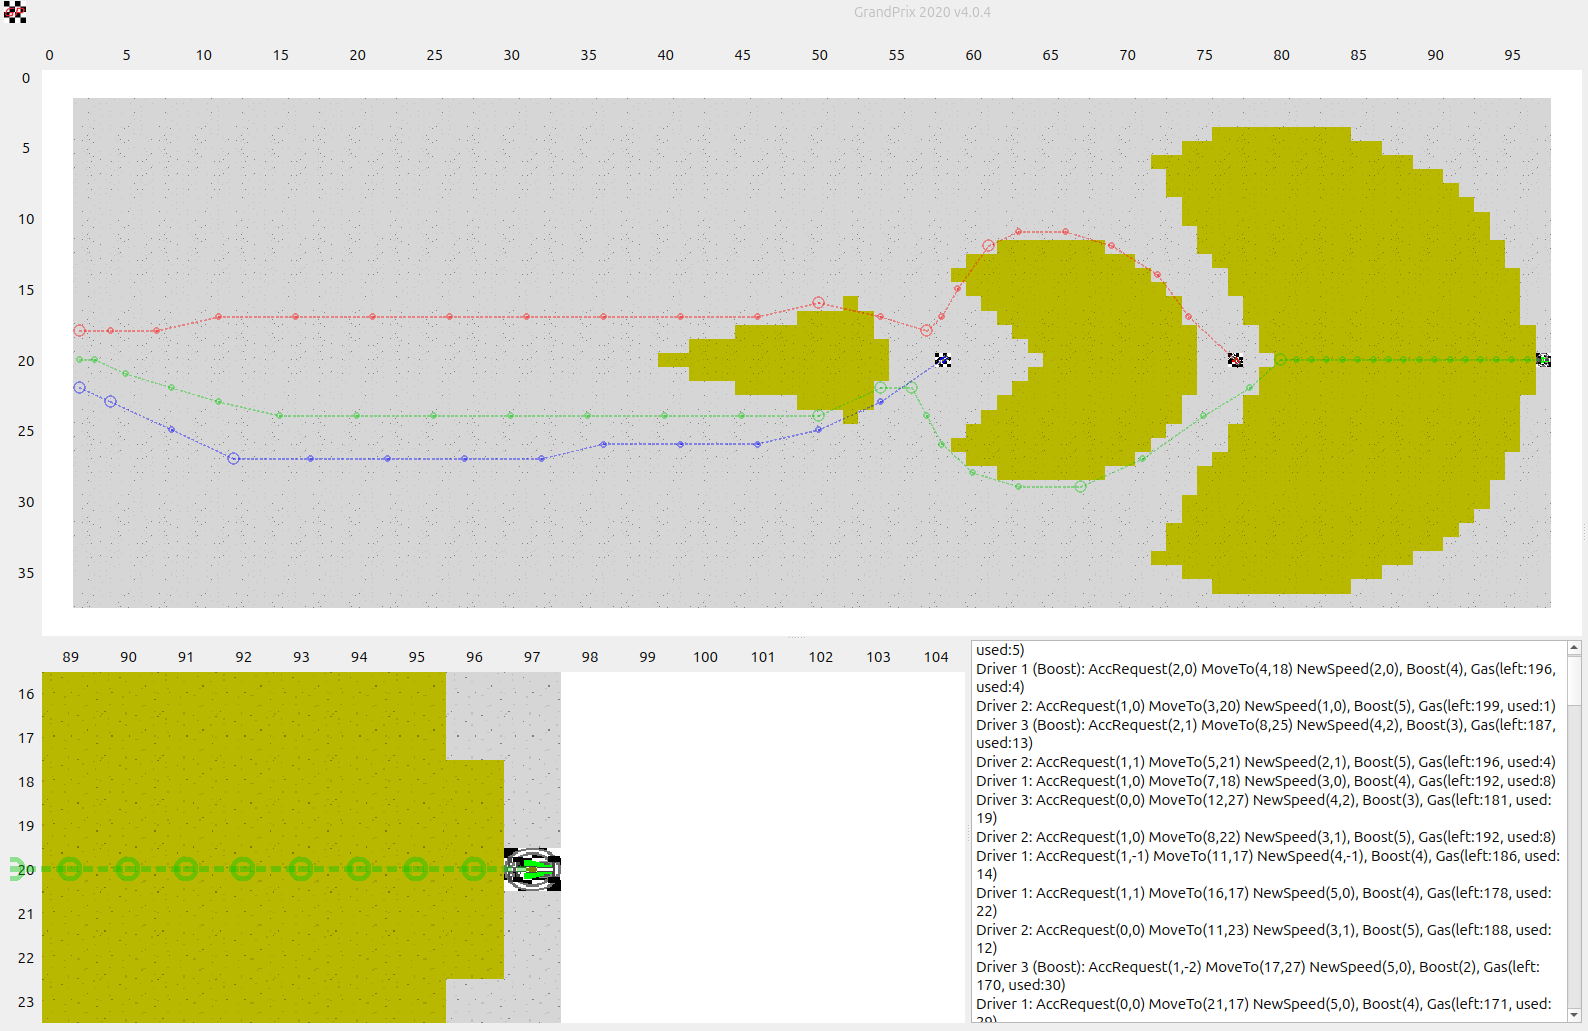 GrandPrix 2020 v4.0.4
0 5 10 15 20 25 30 35 40 45 50 55 60 65 70 75 80 85 90 95
0
5
10
15
20
25
30
35
89 90 91 92 93 94 95 96 97 98 99 100 101 102 103 104
16
17
18
19
20
21
22
23
used:5)
Driver 1 (Boost): AccRequest(2,0) MoveTo(4,18) NewSpeed(2,0), Boost(4), Gas(left:196,
used:4)
Driver 2: AccRequest(1,0) MoveTo(3,20) NewSpeed(1,0), Boost(5), Gas(left:199, used:1)
Driver 3 (Boost): AccRequest(2,1) MoveTo(8,25) NewSpeed(4,2), Boost(3), Gas(left:187,
used:13)
Driver 2: AccRequest(1,1) MoveTo(5,21) NewSpeed(2,1), Boost(5), Gas(left:196, used:4)
Driver 1: AccRequest(1,0) MoveTo(7,18) NewSpeed(3,0), Boost(4), Gas(left:192, used:8)
Driver 3: AccRequest(0,0) MoveTo(12,27) NewSpeed(4,2), Boost(3), Gas(left:181, used:
19)
Driver 2: AccRequest(1,0) MoveTo(8,22) NewSpeed(3,1), Boost(5), Gas(left:192, used:8)
Driver 1: AccRequest(1,-1) MoveTo(11,17) NewSpeed(4,-1), Boost(4), Gas(left:186, used:
14)
Driver 1: AccRequest(1,1) MoveTo(16,17) NewSpeed(5,0), Boost(4), Gas(left:178, used:
22)
Driver 2: AccRequest(0,0) MoveTo(11,23) NewSpeed(3,1), Boost(5), Gas(left:188, used:
12)
Driver 3 (Boost): AccRequest(1,-2) MoveTo(17,27) NewSpeed(5,0), Boost(2), Gas(left:
170, used:30)
Driver 1: AccRequest(0,0) MoveTo(21,17) NewSpeed(5,0), Boost(4), Gas(left:171, used:
29)